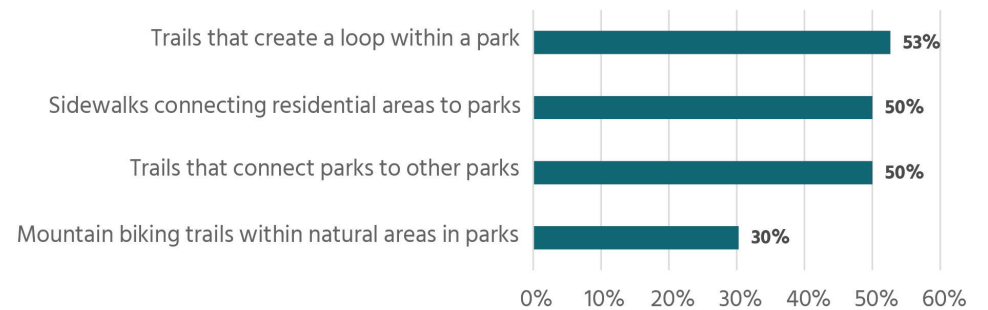 Trails that create a loop within a park
53%
Sidewalks connecting residential areas to parks
50%
Trails that connect parks to other parks
50%
Mountain biking trails within natural areas in parks
30%
0% 10% 20% 30% 40% 50% 60%